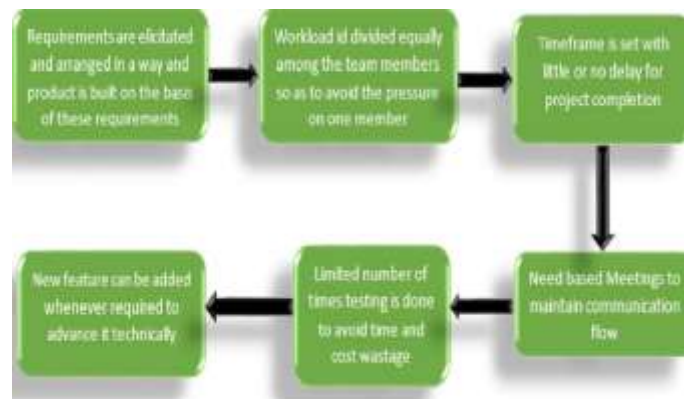 Requirements are elicitated
and arranged in a way and
product is built on the base
of these requirements
Workload id divided equally
among the team members
so as to avoid the pressure
on one member
Timeframe is set with
little or no delay for
project completion
Need based Meetings to
maintain communication
flow
Limited number of
times testing is done
to avoid time and
cost wastage
New feature can be added
whenever required to
advance it technically